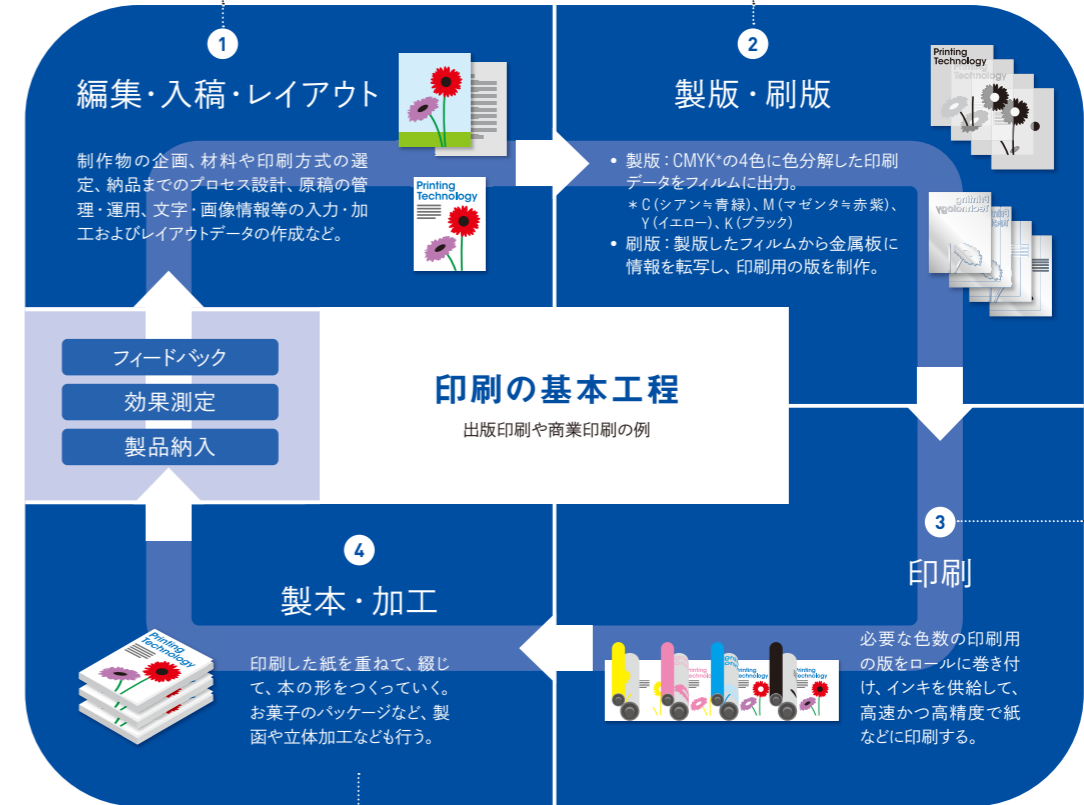 1
編集・入稿・レイアウト
制作物の企画、材料や印刷方式の選
定、納品までのプロセス設計、原稿の管
理・運用、文字・画像情報等の入力・加
工およびレイアウトデータの作成など。
Printing
Technology
2
製版・刷版
• 製版：CMYK*の4色に色分解した印刷
データをフィルムに出力。
＊C（シアン≒青緑）、M（マゼンタ≒赤紫）、
Y（イエロー）、K（ブラック）
• 刷版：製版したフィルムから金属板に
情報を転写し、印刷用の版を制作。
Printing
Technology
Printing
Technology
Printing
Technology
フィードバック
効果測定
製品納入
印刷の基本工程
出版印刷や商業印刷の例
3
印刷
必要な色数の印刷用
の版をロールに巻き付
け、インキを供給して、
高速かつ高精度で紙
などに印刷する。
4
製本・加工
印刷した紙を重ねて、綴じ
て、本の形をつくっていく。
お菓子のパッケージなど、製
函や立体加工なども行う。
Printing
Technology